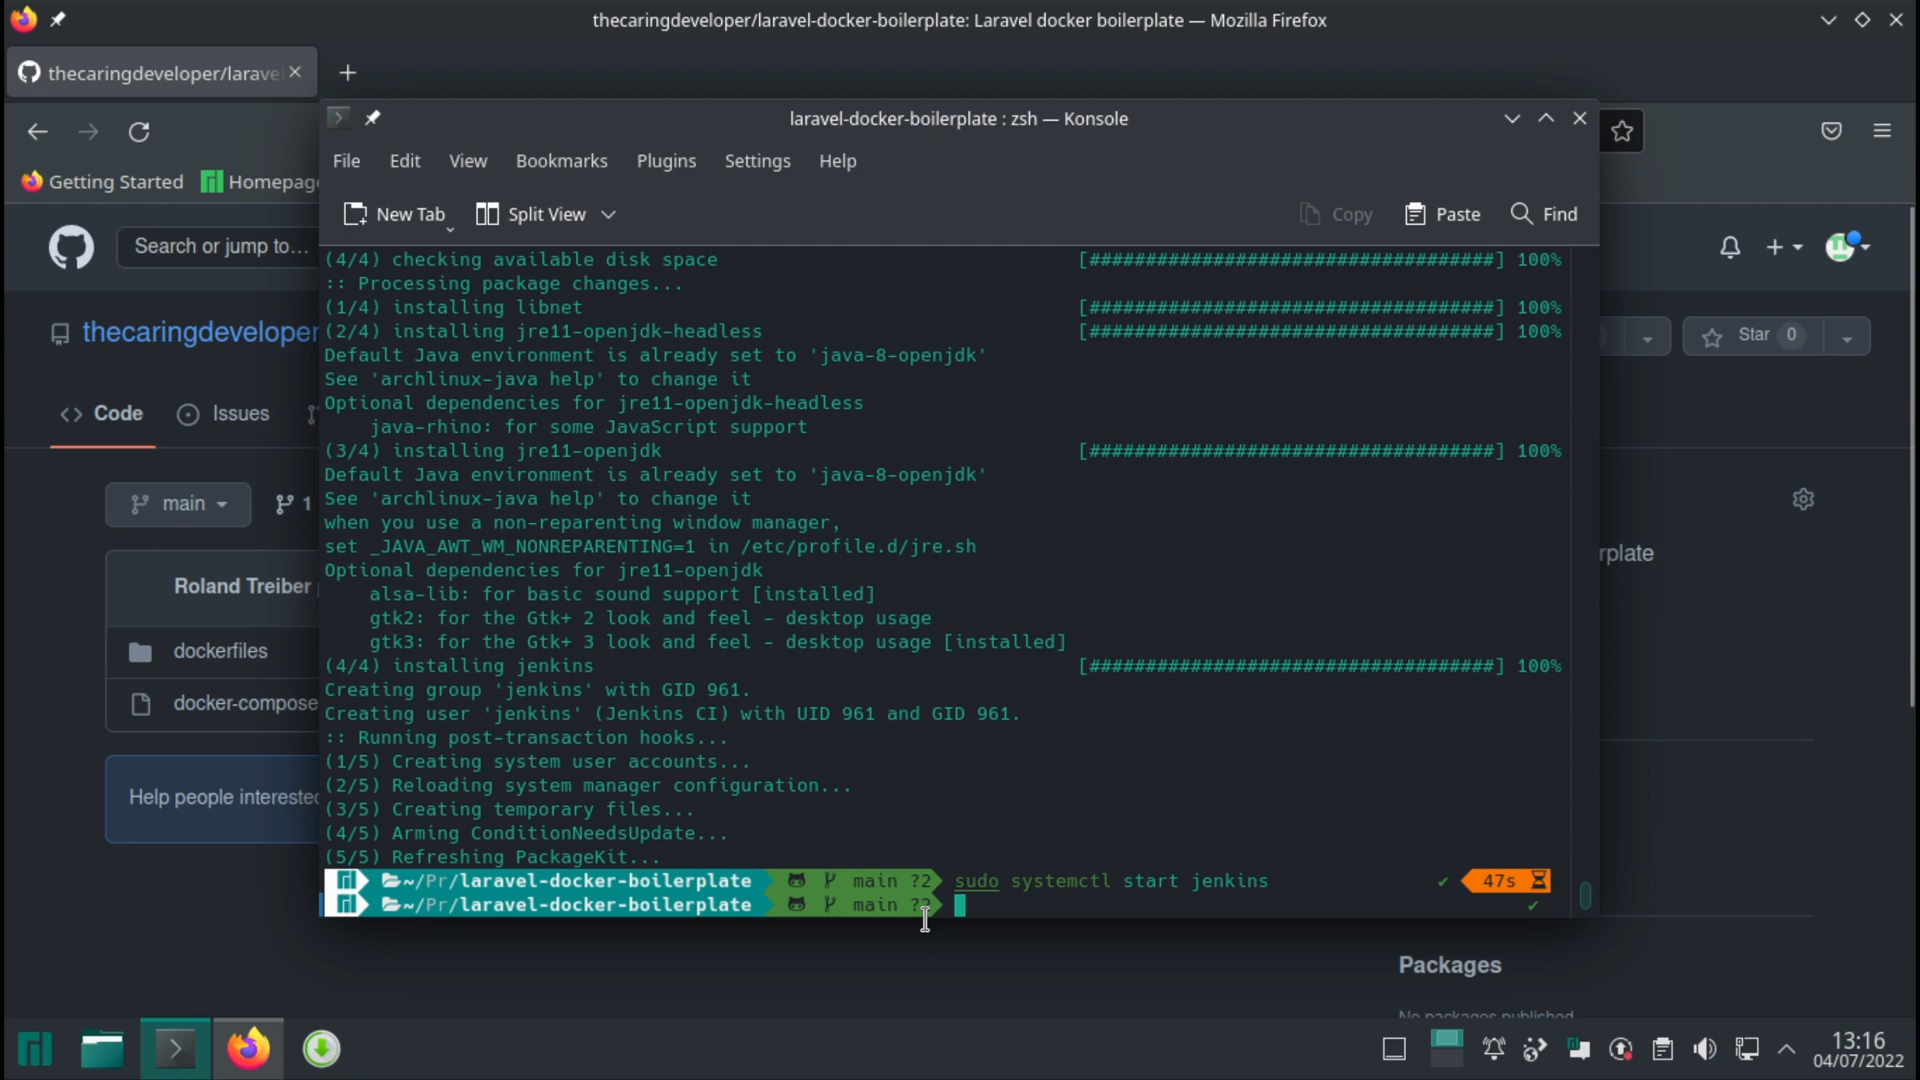 thecaringdeveloper/laravel-docker-boilerplate: Laravel docker boilerplate — Mozilla Firefox
thecaringdeveloper/larave
laravel-docker-boilerplate : zsh — Konsole
File Edit View Bookmarks Plugins Settings Help
Getting Started Homepage
New Tab Split View Copy Paste Find
Search or jump to...
(4/4) checking available disk space [####################################] 100%
:: Processing package changes...
(1/4) installing libnet [####################################] 100%
(2/4) installing jre11-openjdk-headless [####################################] 100%
thecaringdeveloper
Star 0
Default Java environment is already set to 'java-8-openjdk'
See 'archlinux-java help' to change it
Optional dependencies for jre11-openjdk-headless
Code Issues
java-rhino: for some JavaScript support
(3/4) installing jre11-openjdk [####################################] 100%
Default Java environment is already set to 'java-8-openjdk'
See 'archlinux-java help' to change it
main 1
when you use a non-reparenting window manager,
set _JAVA_AWT_WM_NONREPARENTING=1 in /etc/profile.d/jre.sh
rplate
Optional dependencies for jre11-openjdk
Roland Treiber
alsa-lib: for basic sound support [installed]
gtk2: for the Gtk+ 2 look and feel - desktop usage
gtk3: for the Gtk+ 3 look and feel - desktop usage [installed]
dockerfiles
(4/4) installing jenkins [####################################] 100%
Creating group 'jenkins' with GID 961.
docker-compose
Creating user 'jenkins' (Jenkins CI) with UID 961 and GID 961.
:: Running post-transaction hooks...
(1/5) Creating system user accounts...
(2/5) Reloading system manager configuration...
Help people interested
(3/5) Creating temporary files...
(4/5) Arming ConditionNeedsUpdate...
(5/5) Refreshing PackageKit...
~/Pr/laravel-docker-boilerplate main ?2 sudo systemctl start jenkins ✔ 47s
~/Pr/laravel-docker-boilerplate main ?2 ✔
Packages
No packages published
13:16
04/07/2022